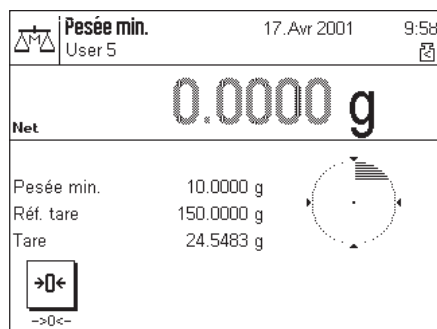 Pesée min. 17.Avr 2001 9:58
User 5
0.0000 g
Net
Pesée min. 10.0000 g
Réf. tare 150.0000 g
Tare 24.5483 g
→0←
–>0<–